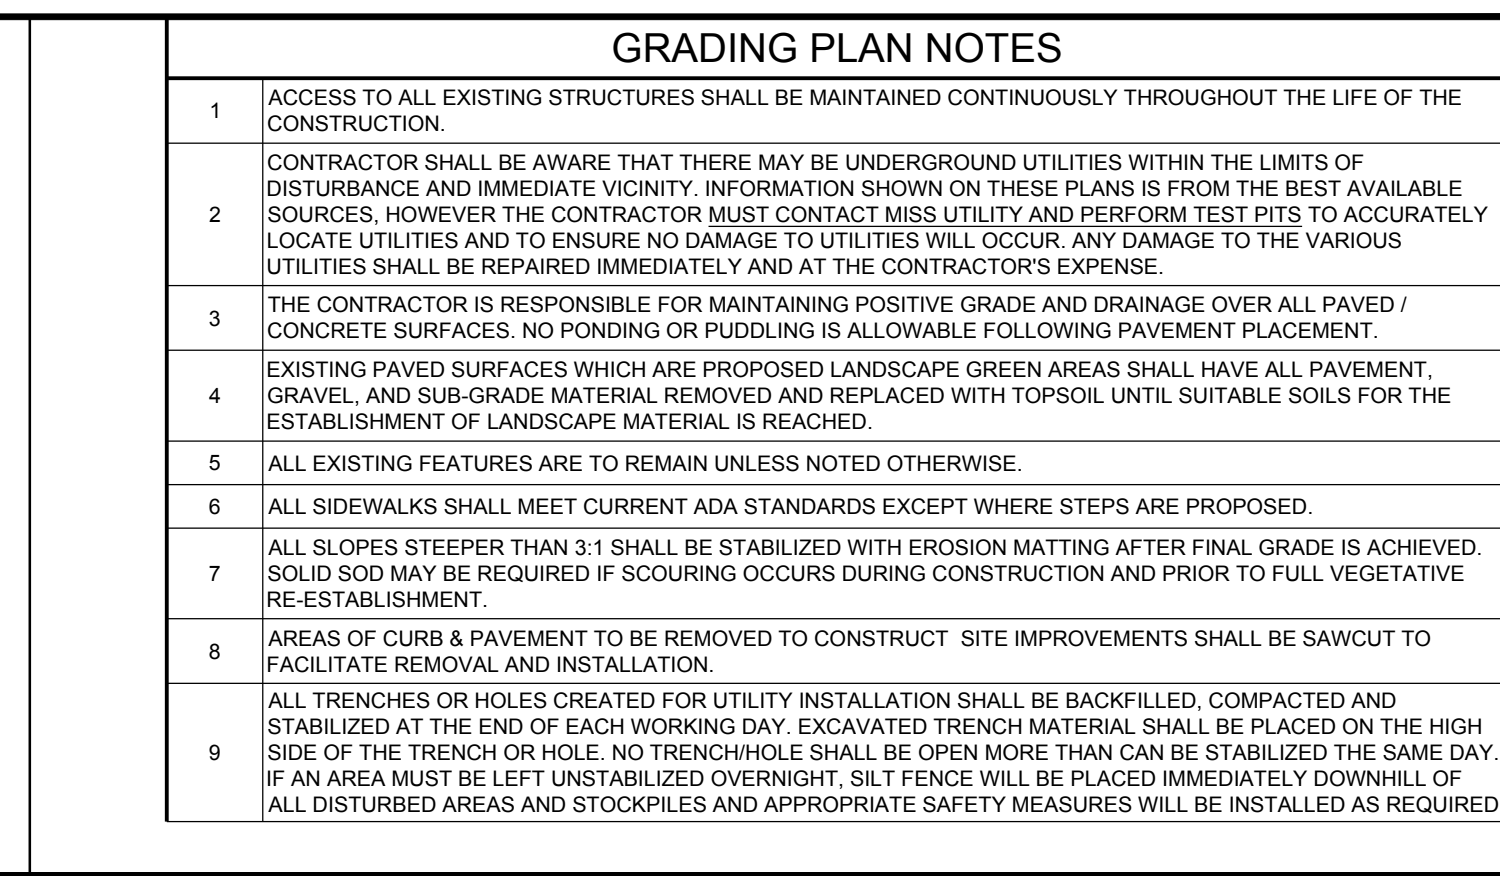 GRADING PLAN NOTES
1
ACCESS TO ALL EXISTING STRUCTURES SHALL BE MAINTAINED CONTINUOUSLY THROUGHOUT THE LIFE OF THE
CONSTRUCTION.
2
CONTRACTOR SHALL BE AWARE THAT THERE MAY BE UNDERGROUND UTILITIES WITHIN THE LIMITS OF
DISTURBANCE AND IMMEDIATE VICINITY. INFORMATION SHOWN ON THESE PLANS IS FROM THE BEST AVAILABLE
SOURCES, HOWEVER THE CONTRACTOR MUST CONTACT MISS UTILITY AND PERFORM TEST PITS TO ACCURATELY
LOCATE UTILITIES AND TO ENSURE NO DAMAGE TO UTILITIES WILL OCCUR. ANY DAMAGE TO THE VARIOUS
UTILITIES SHALL BE REPAIRED IMMEDIATELY AND AT THE CONTRACTOR'S EXPENSE.
3
THE CONTRACTOR IS RESPONSIBLE FOR MAINTAINING POSITIVE GRADE AND DRAINAGE OVER ALL PAVED /
CONCRETE SURFACES. NO PONDING OR PUDDLING IS ALLOWABLE FOLLOWING PAVEMENT PLACEMENT.
4
EXISTING PAVED SURFACES WHICH ARE PROPOSED LANDSCAPE GREEN AREAS SHALL HAVE ALL PAVEMENT,
GRAVEL, AND SUB-GRADE MATERIAL REMOVED AND REPLACED WITH TOPSOIL UNTIL SUITABLE SOILS FOR THE
ESTABLISHMENT OF LANDSCAPE MATERIAL IS REACHED.
5
ALL EXISTING FEATURES ARE TO REMAIN UNLESS NOTED OTHERWISE.
6
ALL SIDEWALKS SHALL MEET CURRENT ADA STANDARDS EXCEPT WHERE STEPS ARE PROPOSED.
7
ALL SLOPES STEEPER THAN 3:1 SHALL BE STABILIZED WITH EROSION MATTING AFTER FINAL GRADE IS ACHIEVED.
SOLID SOD MAY BE REQUIRED IF SCOURING OCCURS DURING CONSTRUCTION AND PRIOR TO FULL VEGETATIVE
RE-ESTABLISHMENT.
8
AREAS OF CURB & PAVEMENT TO BE REMOVED TO CONSTRUCT  SITE IMPROVEMENTS SHALL BE SAWCUT TO
FACILITATE REMOVAL AND INSTALLATION.
9
ALL TRENCHES OR HOLES CREATED FOR UTILITY INSTALLATION SHALL BE BACKFILLED, COMPACTED AND
STABILIZED AT THE END OF EACH WORKING DAY. EXCAVATED TRENCH MATERIAL SHALL BE PLACED ON THE HIGH
SIDE OF THE TRENCH OR HOLE. NO TRENCH/HOLE SHALL BE OPEN MORE THAN CAN BE STABILIZED THE SAME DAY.
IF AN AREA MUST BE LEFT UNSTABILIZED OVERNIGHT, SILT FENCE WILL BE PLACED IMMEDIATELY DOWNHILL OF
ALL DISTURBED AREAS AND STOCKPILES AND APPROPRIATE SAFETY MEASURES WILL BE INSTALLED AS REQUIRED